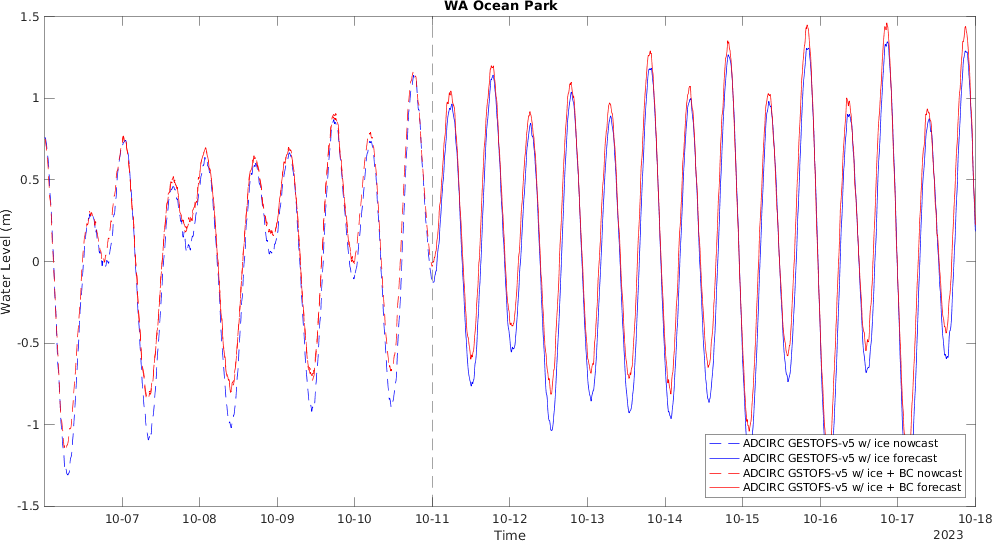 WA Ocean Park
1.5
1
0.5
0
-0.5
-1
-1.5
Water Level (m)
10-07 10-08 10-09 10-10 10-11 10-12 10-13 10-14 10-15 10-16 10-17 10-18
Time
2023
ADCIRC GESTOFS-v5 w/ ice nowcast
ADCIRC GESTOFS-v5 w/ ice forecast
ADCIRC GSTOFS-v5 w/ ice + BC nowcast
ADCIRC GSTOFS-v5 w/ ice + BC forecast